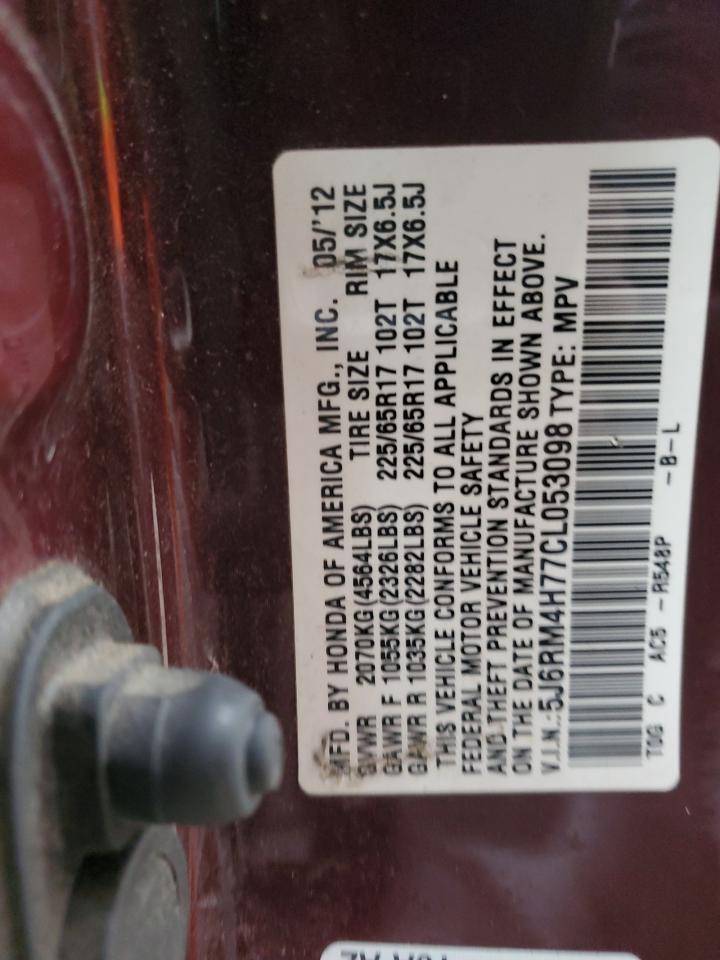 MFD. BY HONDA OF AMERICA MFG., INC. 05/'12
GVWR 2070KG(4564LBS) TIRE SIZE RIM SIZE
GAWR F 1055KG(2326LBS) 225/65R17 102T 17X6.5J
GAWR R 1035KG(2282LBS) 225/65R17 102T 17X6.5J
THIS VEHICLE CONFORMS TO ALL APPLICABLE
FEDERAL MOTOR VEHICLE SAFETY
AND THEFT PREVENTION STANDARDS IN EFFECT
ON THE DATE OF MANUFACTURE SHOWN ABOVE.
V.I.N.:5J6RM4H77CL053098 TYPE: MPV
T0G C AC5 -R548P -B-L